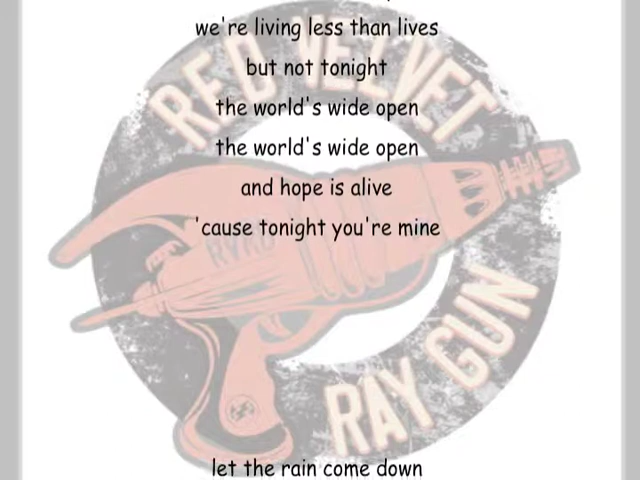 we're living less than lives
but not tonight
the world's wide open
the world's wide open
and hope is alive
'cause tonight you're mine
let the rain come down
RED VELVET
RVRG
RAY GUN